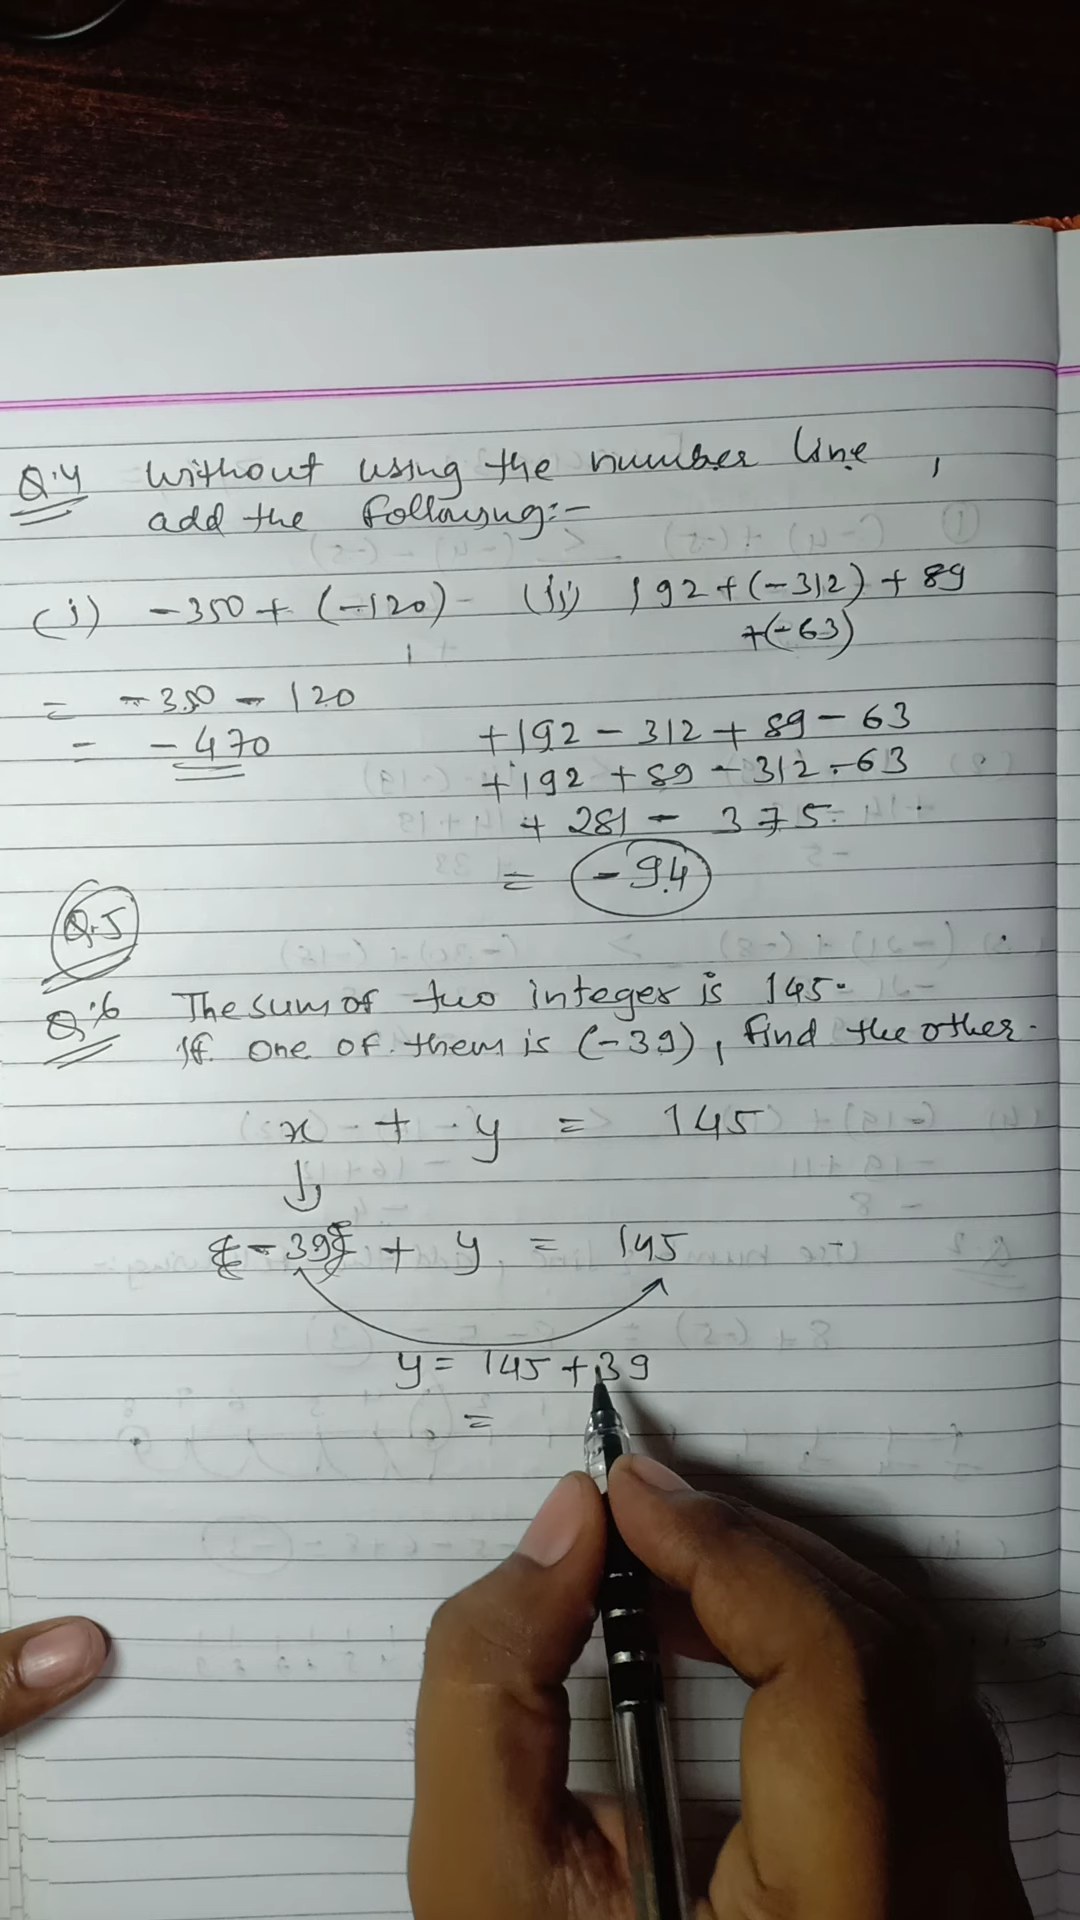 Q.4 Without using the number line,
add the following:-
(i) -350 + (-120)
(ii) 192 + (-312) + 89
+(-63)
= -350 - 120
= -470
+192 - 312 + 89 - 63
+192 + 89 - 312 - 63
+ 281 - 375
= -94
Q.5
Q.6 The sum of two integer is 145.
If one of them is (-39), find the other.
x + y = 145
-39 + y = 145
y = 145 + 39
=